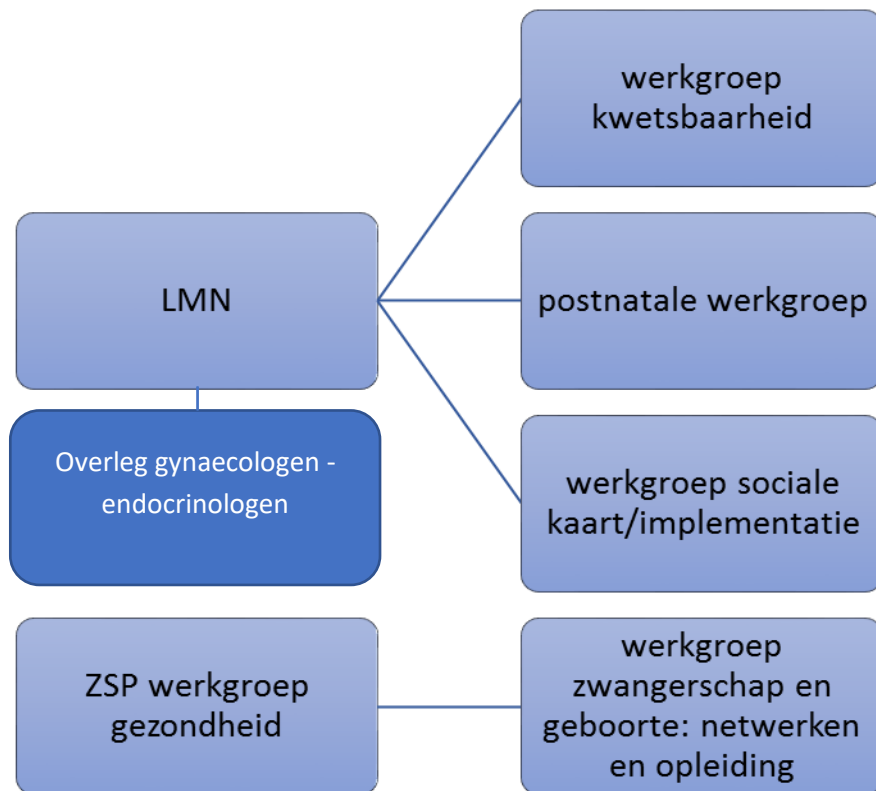 LMN
Overleg gynaecologen -
endocrinologen
werkgroep
kwetsbaarheid
postnatale werkgroep
werkgroep sociale
kaart/implementatie
ZSP werkgroep
gezondheid
werkgroep
zwangerschap en
geboorte: netwerken
en opleiding